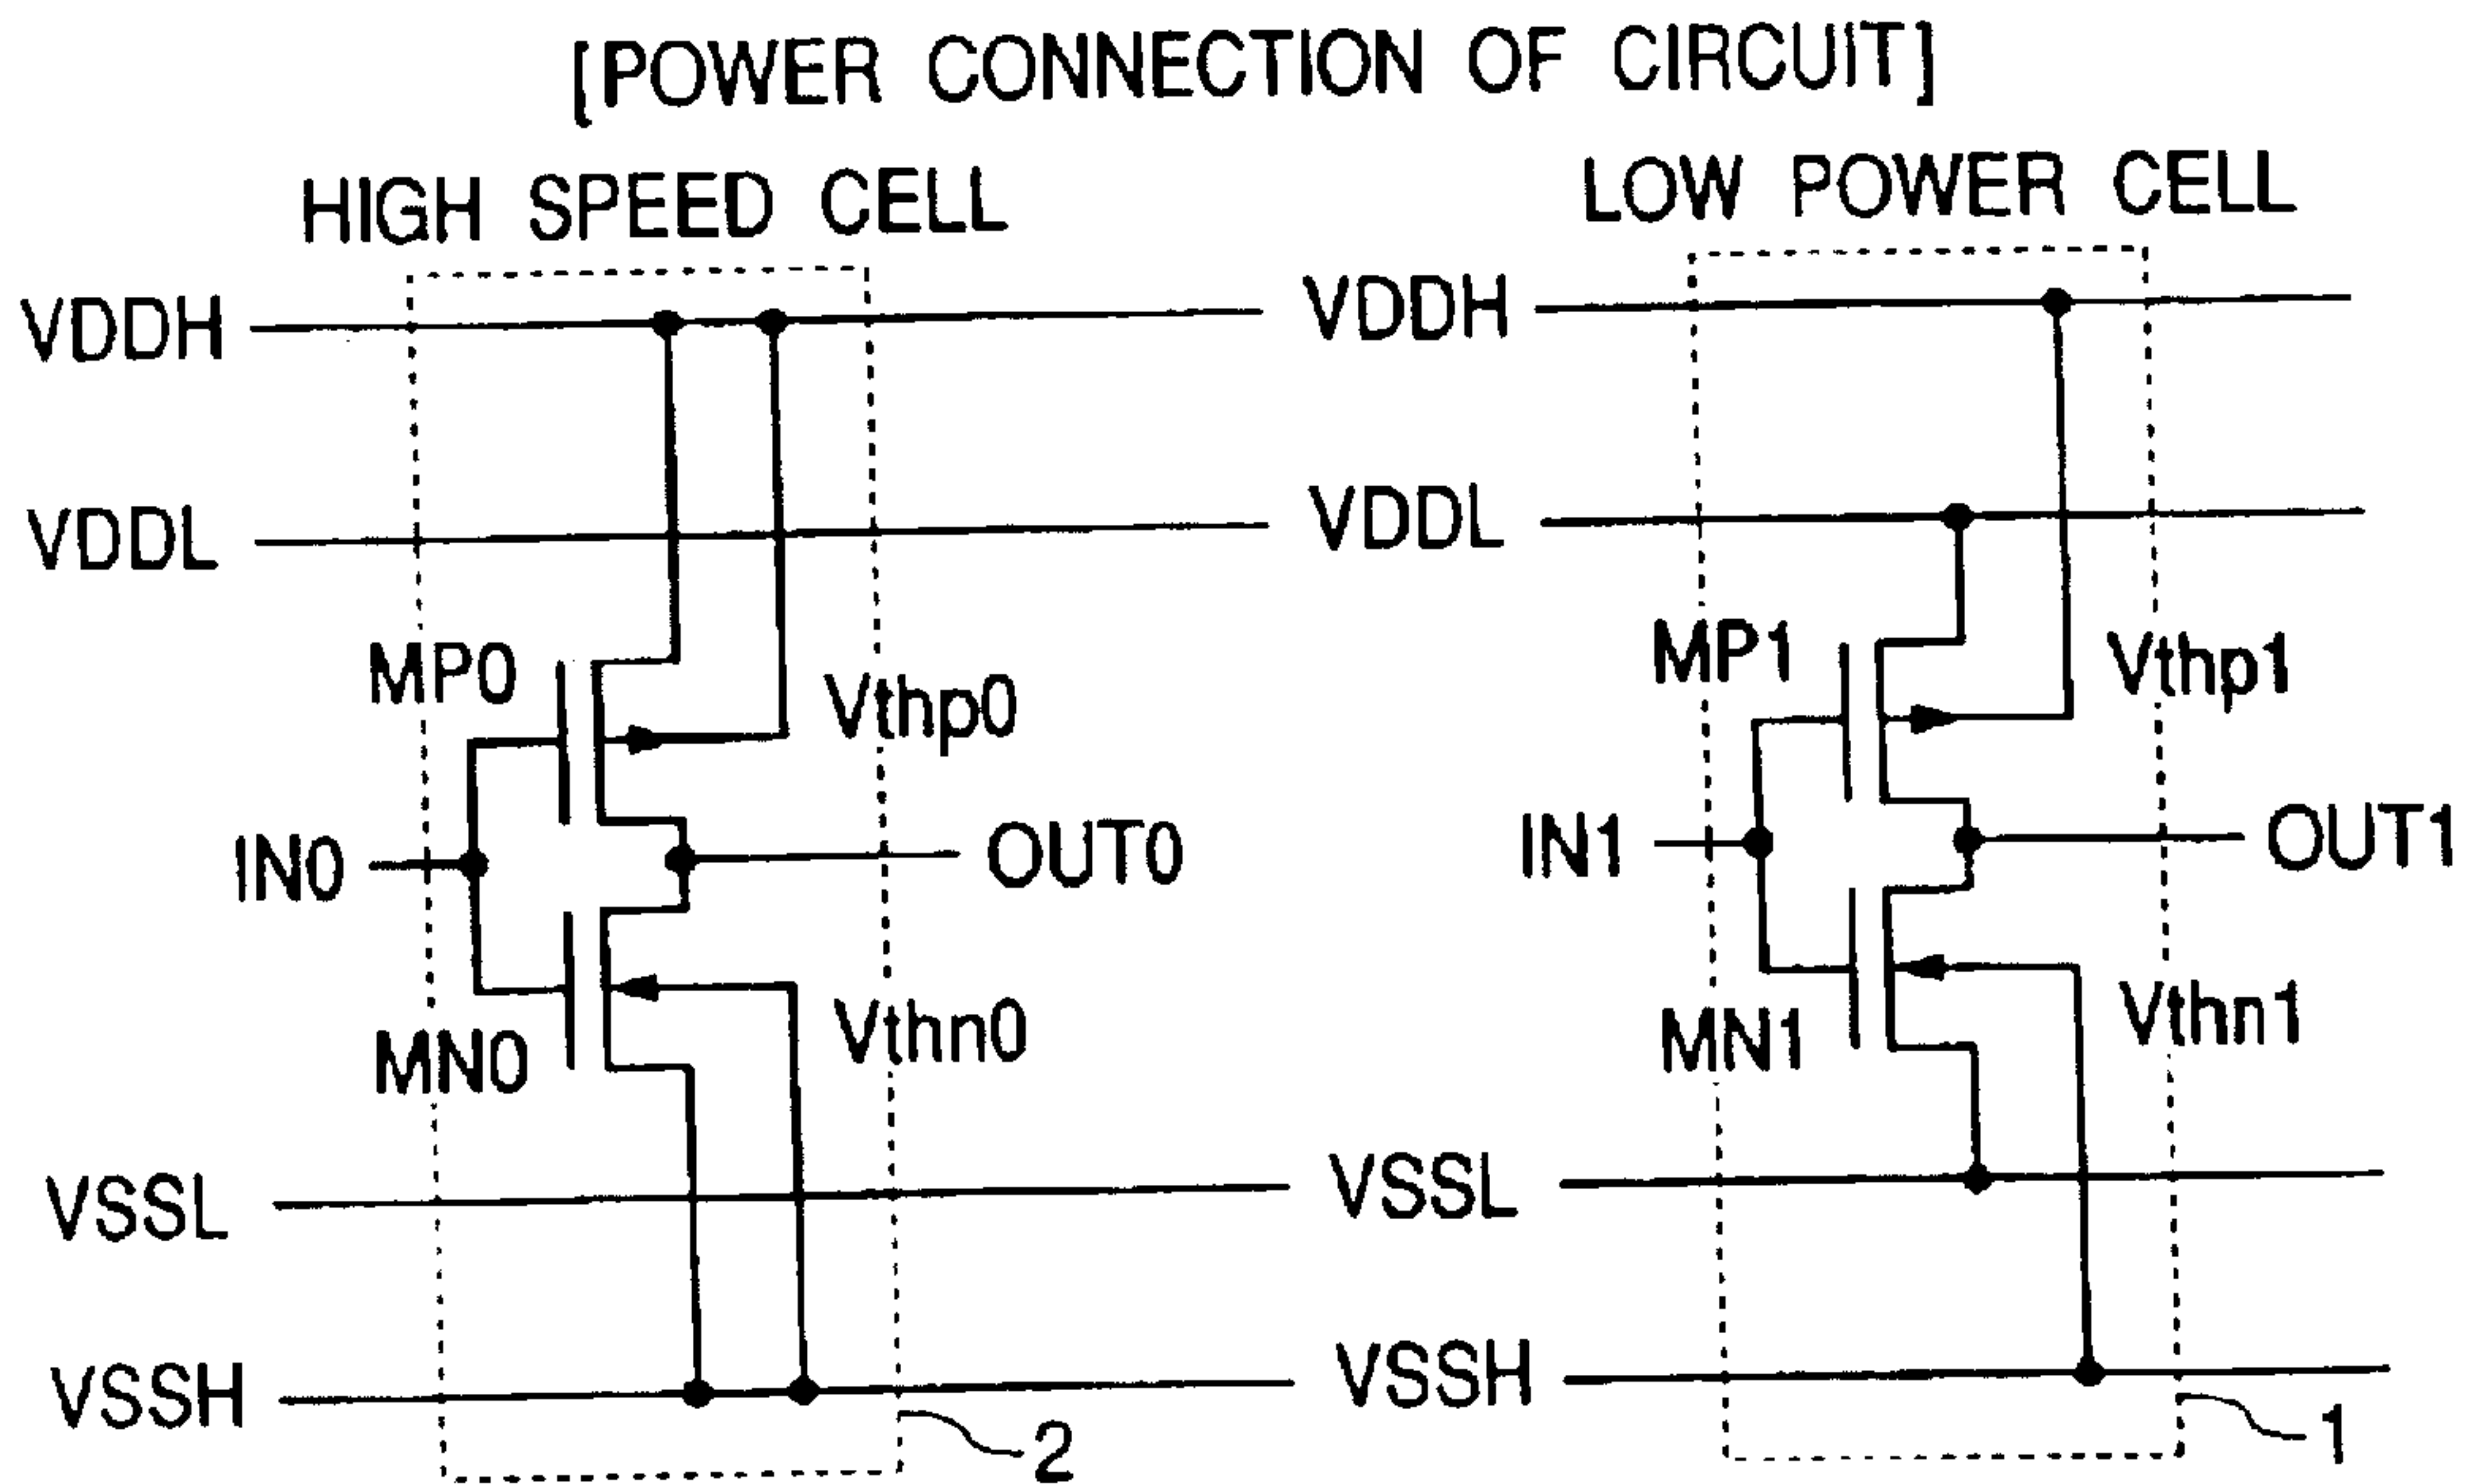 [POWER CONNECTION OF CIRCUIT]
HIGH SPEED CELL
VDDH
VDDL
MP0
Vthp0
IN0
OUT0
MN0
Vthn0
VSSL
VSSH
2
LOW POWER CELL
VDDH
VDDL
MP1
Vthp1
IN1
OUT1
MN1
Vthn1
VSSL
VSSH
1